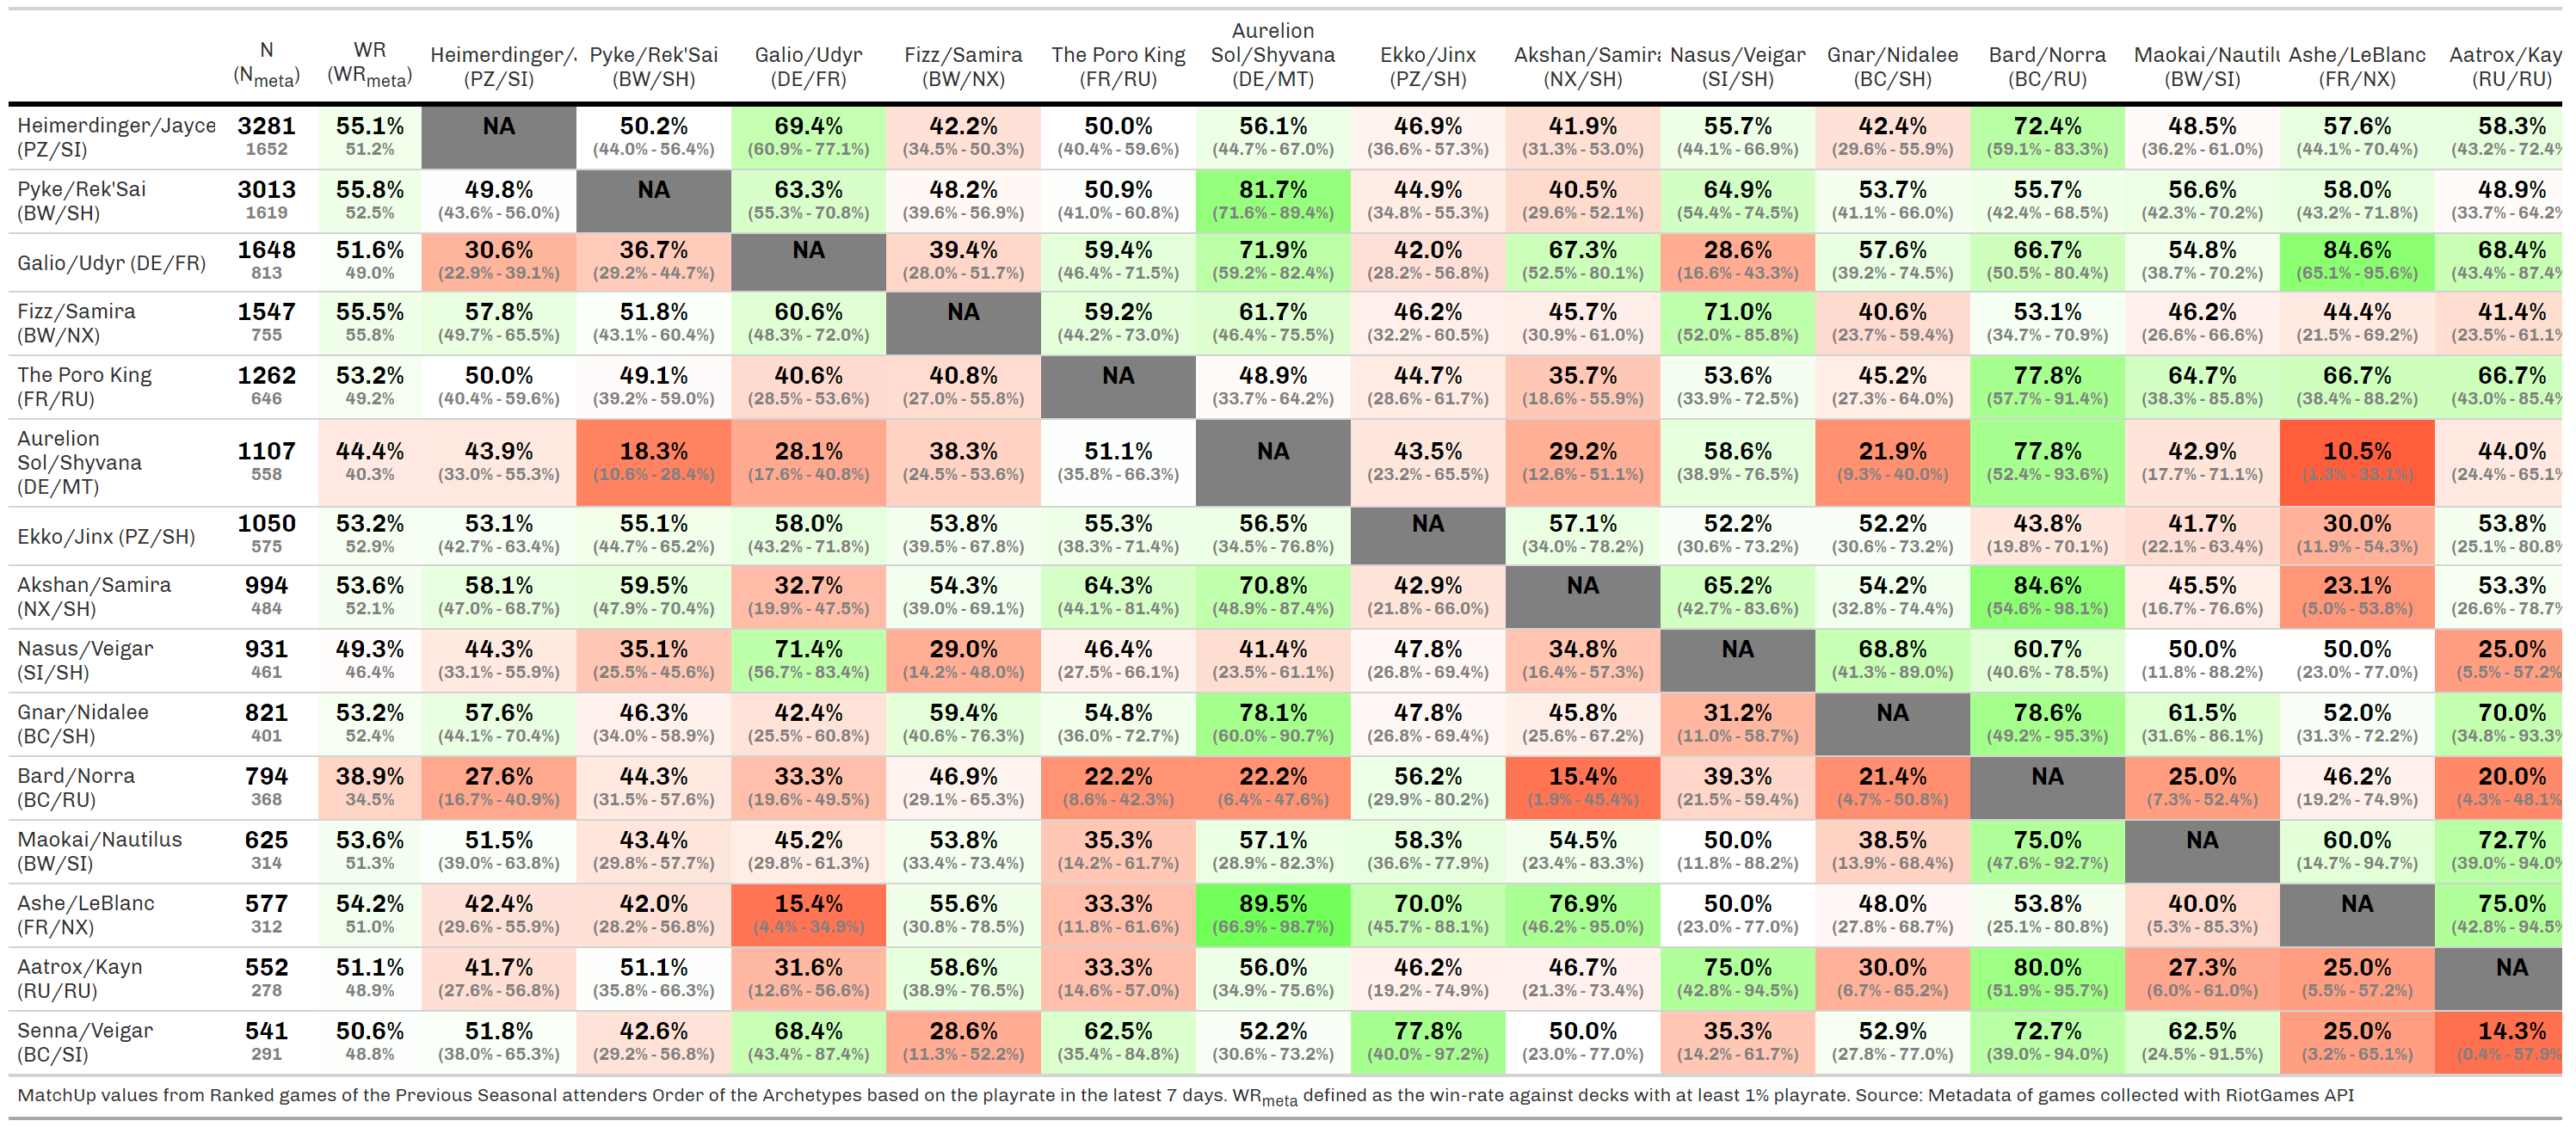 N WR Heimerdinger/J Pyke/Rek'Sai Galio/Udyr Fizz/Samira The Poro King Aurelion Sol/Shyvana Ekko/Jinx Akshan/Samira Nasus/Veigar Gnar/Nidalee Bard/Norra Maokai/Nautilu Ashe/LeBlanc Aatrox/Kay
(Nmeta) (WRmeta) (PZ/SI) (BW/SH) (DE/FR) (BW/NX) (FR/RU) (DE/MT) (PZ/SH) (NX/SH) (SI/SH) (BC/SH) (BC/RU) (BW/SI) (FR/NX) (RU/RU)
Heimerdinger/Jayce 3281 55.1% NA 50.2% 69.4% 42.2% 50.0% 56.1% 46.9% 41.9% 55.7% 42.4% 72.4% 48.5% 57.6% 58.3%
(PZ/SI) 1652 51.2% (44.0% - 56.4%) (60.9% - 77.1%) (34.5% - 50.3%) (40.4% - 59.6%) (44.7% - 67.0%) (36.6% - 57.3%) (31.3% - 53.0%) (44.1% - 66.9%) (29.6% - 55.9%) (59.1% - 83.3%) (36.2% - 61.0%) (44.1% - 70.4%) (43.2% - 72.4%
Pyke/Rek'Sai 3013 55.8% 49.8% NA 63.3% 48.2% 50.9% 81.7% 44.9% 40.5% 64.9% 53.7% 55.7% 56.6% 58.0% 48.9%
(BW/SH) 1619 52.5% (43.6% - 56.0%) (55.3% - 70.8%) (39.6% - 56.9%) (41.0% - 60.8%) (71.6% - 89.4%) (34.8% - 55.3%) (29.6% - 52.1%) (54.4% - 74.5%) (41.1% - 66.0%) (42.4% - 68.5%) (42.3% - 70.2%) (43.2% - 71.8%) (33.7% - 64.2%
Galio/Udyr (DE/FR) 1648 51.6% 30.6% 36.7% NA 39.4% 59.4% 71.9% 42.0% 67.3% 28.6% 57.6% 66.7% 54.8% 84.6% 68.4%
813 49.0% (22.9% - 39.1%) (29.2% - 44.7%) (28.0% - 51.7%) (46.4% - 71.5%) (59.2% - 82.4%) (28.2% - 56.8%) (52.5% - 80.1%) (16.6% - 43.3%) (39.2% - 74.5%) (50.5% - 80.4%) (38.7% - 70.2%) (65.1% - 95.6%) (43.4% - 87.4%
Fizz/Samira 1547 55.5% 57.8% 51.8% 60.6% NA 59.2% 61.7% 46.2% 45.7% 71.0% 40.6% 53.1% 46.2% 44.4% 41.4%
(BW/NX) 755 55.8% (49.7% - 65.5%) (43.1% - 60.4%) (48.3% - 72.0%) (44.2% - 73.0%) (46.4% - 75.5%) (32.2% - 60.5%) (30.9% - 61.0%) (52.0% - 85.8%) (23.7% - 59.4%) (34.7% - 70.9%) (26.6% - 66.6%) (21.5% - 69.2%) (23.5% - 61.1%
The Poro King 1262 53.2% 50.0% 49.1% 40.6% 40.8% NA 48.9% 44.7% 35.7% 53.6% 45.2% 77.8% 64.7% 66.7% 66.7%
(FR/RU) 646 49.2% (40.4% - 59.6%) (39.2% - 59.0%) (28.5% - 53.6%) (27.0% - 55.8%) (33.7% - 64.2%) (28.6% - 61.7%) (18.6% - 55.9%) (33.9% - 72.5%) (27.3% - 64.0%) (57.7% - 91.4%) (38.3% - 85.8%) (38.4% - 88.2%) (43.0% - 85.4%
Aurelion
Sol/Shyvana 1107 44.4% 43.9% 18.3% 28.1% 38.3% 51.1% NA 43.5% 29.2% 58.6% 21.9% 77.8% 42.9% 10.5% 44.0%
(DE/MT) 558 40.3% (33.0% - 55.3%) (10.6% - 28.4%) (17.6% - 40.8%) (24.5% - 53.6%) (35.8% - 66.3%) (23.2% - 65.5%) (12.6% - 51.1%) (38.9% - 76.5%) (9.3% - 40.0%) (52.4% - 93.6%) (17.7% - 71.1%) (1.3% - 33.1%) (24.4% - 65.1%
Ekko/Jinx (PZ/SH) 1050 53.2% 53.1% 55.1% 58.0% 53.8% 55.3% 56.5% NA 57.1% 52.2% 52.2% 43.8% 41.7% 30.0% 53.8%
575 52.9% (42.7% - 63.4%) (44.7% - 65.2%) (43.2% - 71.8%) (39.5% - 67.8%) (38.3% - 71.4%) (34.5% - 76.8%) (34.0% - 78.2%) (30.6% - 73.2%) (30.6% - 73.2%) (19.8% - 70.1%) (22.1% - 63.4%) (11.9% - 54.3%) (25.1% - 80.8%
Akshan/Samira 994 53.6% 58.1% 59.5% 32.7% 54.3% 64.3% 70.8% 42.9% NA 65.2% 54.2% 84.6% 45.5% 23.1% 53.3%
(NX/SH) 484 52.1% (47.0% - 68.7%) (47.9% - 70.4%) (19.9% - 47.5%) (39.0% - 69.1%) (44.1% - 81.4%) (48.9% - 87.4%) (21.8% - 66.0%) (42.7% - 83.6%) (32.8% - 74.4%) (54.6% - 98.1%) (16.7% - 76.6%) (5.0% - 53.8%) (26.6% - 78.7%
Nasus/Veigar 931 49.3% 44.3% 35.1% 71.4% 29.0% 46.4% 41.4% 47.8% 34.8% NA 68.8% 60.7% 50.0% 50.0% 25.0%
(SI/SH) 461 46.4% (33.1% - 55.9%) (25.5% - 45.6%) (56.7% - 83.4%) (14.2% - 48.0%) (27.5% - 66.1%) (23.5% - 61.1%) (26.8% - 69.4%) (16.4% - 57.3%) (41.3% - 89.0%) (40.6% - 78.5%) (11.8% - 88.2%) (23.0% - 77.0%) (5.5% - 57.2%
Gnar/Nidalee 821 53.2% 57.6% 46.3% 42.4% 59.4% 54.8% 78.1% 47.8% 45.8% 31.2% NA 78.6% 61.5% 52.0% 70.0%
(BC/SH) 401 52.4% (44.1% - 70.4%) (34.0% - 58.9%) (25.5% - 60.8%) (40.6% - 76.3%) (36.0% - 72.7%) (60.0% - 90.7%) (26.8% - 69.4%) (25.6% - 67.2%) (11.0% - 58.7%) (49.2% - 95.3%) (31.6% - 86.1%) (31.3% - 72.2%) (34.8% - 93.3%
Bard/Norra 794 38.9% 27.6% 44.3% 33.3% 46.9% 22.2% 22.2% 56.2% 15.4% 39.3% 21.4% NA 25.0% 46.2% 20.0%
(BC/RU) 368 34.5% (16.7% - 40.9%) (31.5% - 57.6%) (19.6% - 49.5%) (29.1% - 65.3%) (8.6% - 42.3%) (6.4% - 47.6%) (29.9% - 80.2%) (1.9% - 45.4%) (21.5% - 59.4%) (4.7% - 50.8%) (7.3% - 52.4%) (19.2% - 74.9%) (4.3% - 48.1%
Maokai/Nautilus 625 53.6% 51.5% 43.4% 45.2% 53.8% 35.3% 57.1% 58.3% 54.5% 50.0% 38.5% 75.0% NA 60.0% 72.7%
(BW/SI) 314 51.3% (39.0% - 63.8%) (29.8% - 57.7%) (29.8% - 61.3%) (33.4% - 73.4%) (14.2% - 61.7%) (28.9% - 82.3%) (36.6% - 77.9%) (23.4% - 83.3%) (11.8% - 88.2%) (13.9% - 68.4%) (47.6% - 92.7%) (14.7% - 94.7%) (39.0% - 94.0%
Ashe/LeBlanc 577 54.2% 42.4% 42.0% 15.4% 55.6% 33.3% 89.5% 70.0% 76.9% 50.0% 48.0% 53.8% 40.0% NA 75.0%
(FR/NX) 312 51.0% (29.6% - 55.9%) (28.2% - 56.8%) (4.4% - 34.9%) (30.8% - 78.5%) (11.8% - 61.6%) (66.9% - 98.7%) (45.7% - 88.1%) (46.2% - 95.0%) (23.0% - 77.0%) (27.8% - 68.7%) (25.1% - 80.8%) (5.3% - 85.3%) (42.8% - 94.5%
Aatrox/Kayn 552 51.1% 41.7% 51.1% 31.6% 58.6% 33.3% 56.0% 46.2% 46.7% 75.0% 30.0% 80.0% 27.3% 25.0% NA
(RU/RU) 278 48.9% (27.6% - 56.8%) (35.8% - 66.3%) (12.6% - 56.6%) (38.9% - 76.5%) (14.6% - 57.0%) (34.9% - 75.6%) (19.2% - 74.9%) (21.3% - 73.4%) (42.8% - 94.5%) (6.7% - 65.2%) (51.9% - 95.7%) (6.0% - 61.0%) (5.5% - 57.2%)
Senna/Veigar 541 50.6% 51.8% 42.6% 68.4% 28.6% 62.5% 52.2% 77.8% 50.0% 35.3% 52.9% 72.7% 62.5% 25.0% 14.3%
(BC/SI) 291 48.8% (38.0% - 65.3%) (29.2% - 56.8%) (43.4% - 87.4%) (11.3% - 52.2%) (35.4% - 84.8%) (30.6% - 73.2%) (40.0% - 97.2%) (23.0% - 77.0%) (14.2% - 61.7%) (27.8% - 77.0%) (39.0% - 94.0%) (24.5% - 91.5%) (3.2% - 65.1%) (0.4% - 57.9%
MatchUp values from Ranked games of the Previous Seasonal attenders Order of the Archetypes based on the playrate in the latest 7 days. WRmeta defined as the win-rate against decks with at least 1% playrate. Source: Metadata of games collected with RiotGames API